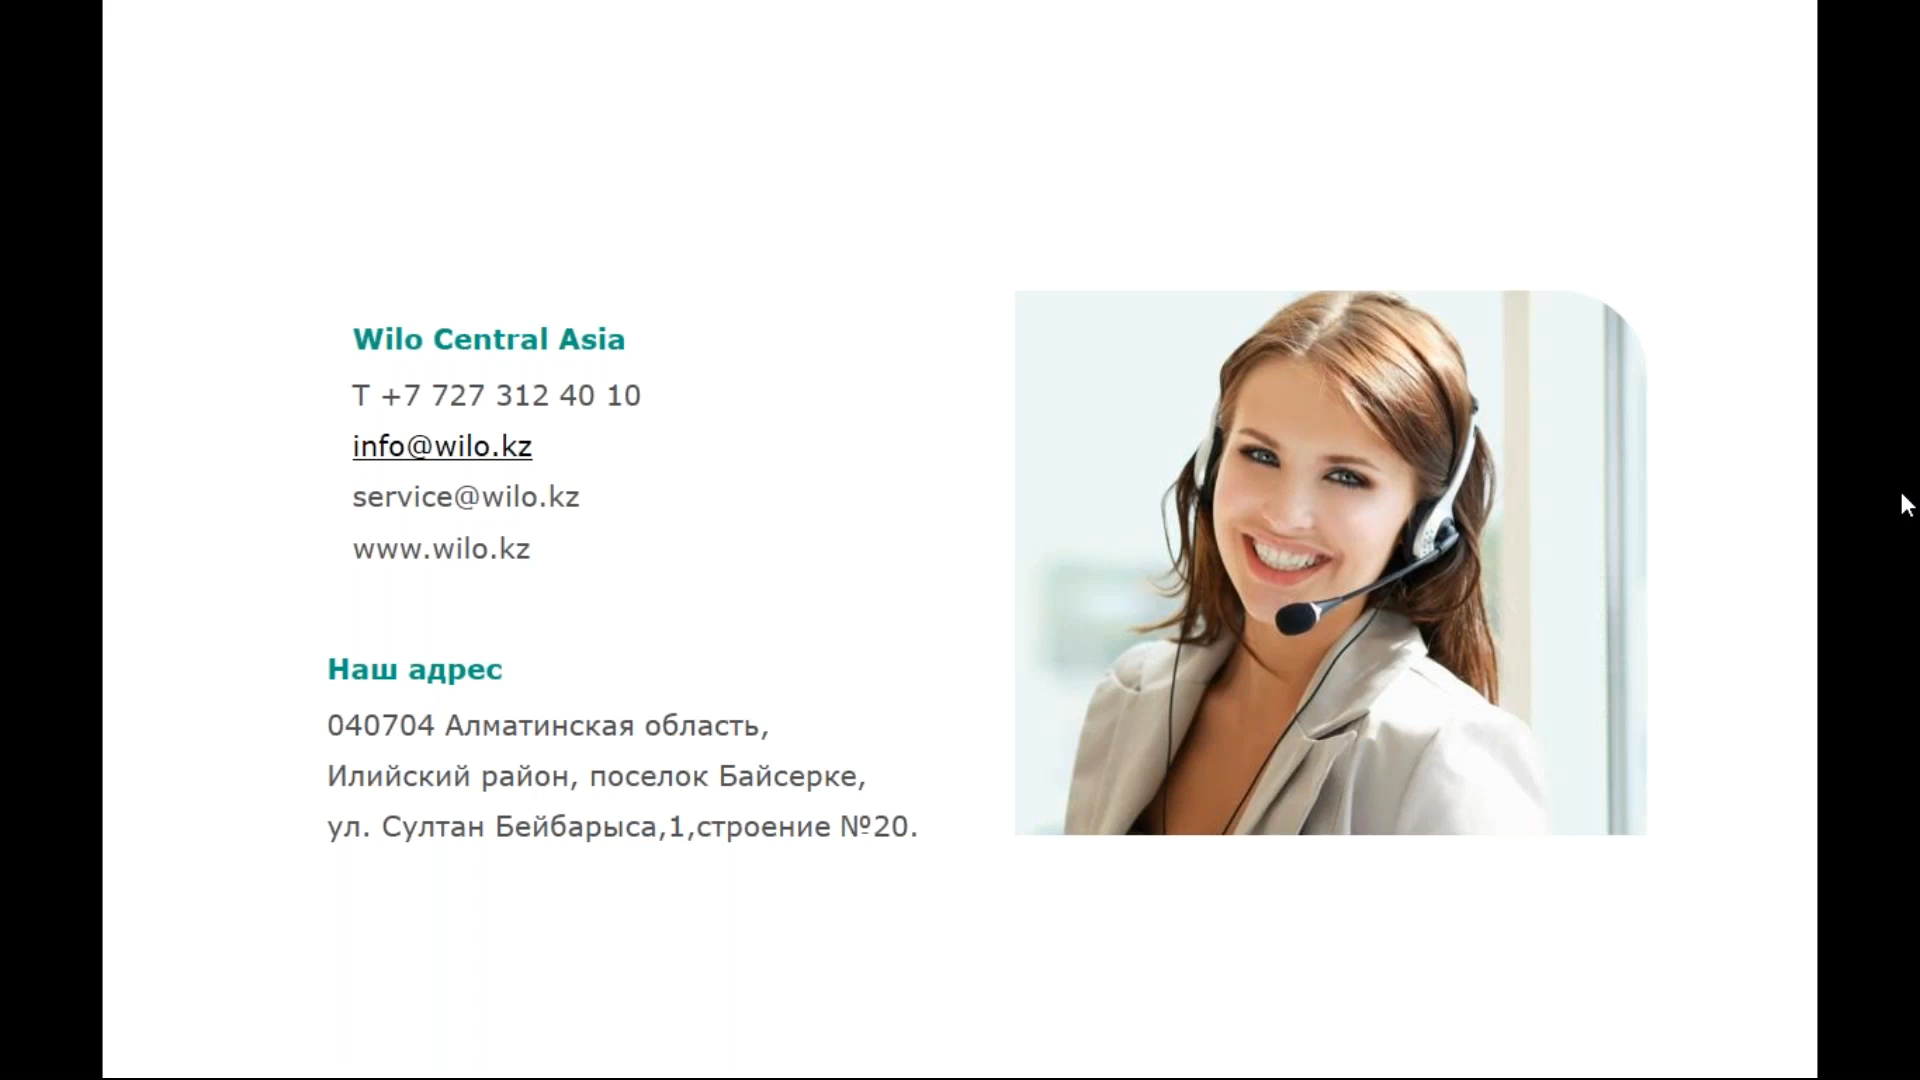 Wilo Central Asia
T +7 727 312 40 10
info@wilo.kz
service@wilo.kz
www.wilo.kz
Наш адрес
040704 Алматинская область,
Илийский район, поселок Байсерке,
ул. Султан Бейбарыса,1,строение №20.